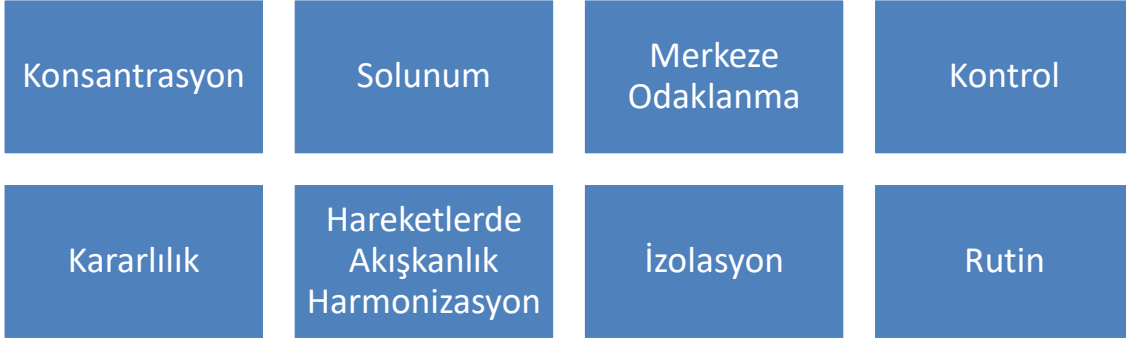 Konsantrasyon
Solunum
Merkeze
Odaklanma
Kontrol
Kararlılık
Hareketlerde
Akışkanlık
Harmonizasyon
İzolasyon
Rutin